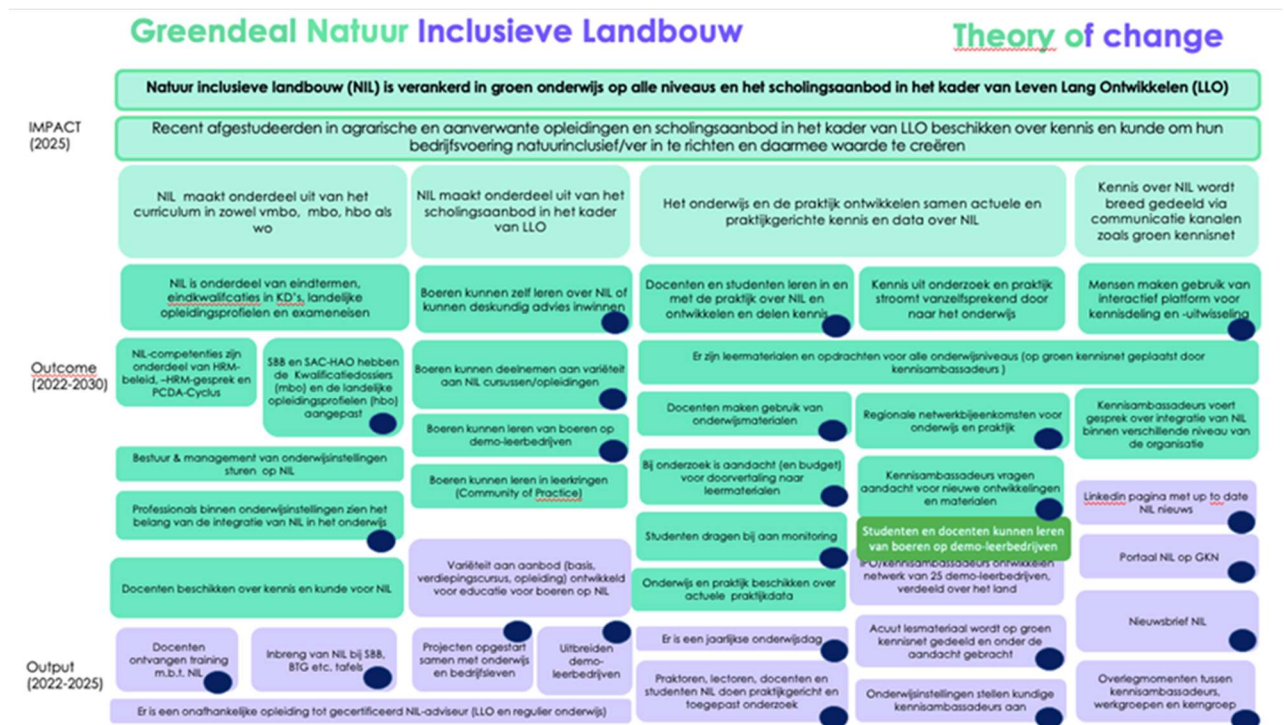 Greendeal Natuur Inclusieve Landbouw
Theory of change
Natuur inclusieve landbouw (NIL) is verankerd in groen onderwijs op alle niveaus en het scholingsaanbod in het kader van Leven Lang Ontwikkelen (LLO)
IMPACT
(2025)
Recent afgestudeerden in agrarische en aanverwante opleidingen en scholingsaanbod in het kader van LLO beschikken over kennis en kunde om hun
bedrijfsvoering natuurinclusief/ver in te richten en daarmee waarde te creëren
NIL maakt onderdeel uit van het
curriculum in zowel vmbo, mbo, hbo als
wo
NIL maakt onderdeel uit van het
scholingsaanbod in het kader
van LLO
Het onderwijs en de praktijk ontwikkelen samen actuele en
praktijkgerichte kennis en data over NIL
Kennis over NIL wordt
breed gedeeld via
communicatie kanalen
zoals groen kennisnet
Outcome
(2022-2030)
NIL is onderdeel van eindtermen,
eindkwalifcaties in KD's, landelijke
opleidingsprofielen en exameneisen
Boeren kunnen zelf leren over NIL of
kunnen deskundig advies inwinnen
Docenten en studenten leren in en
met de praktijk over NIL en
ontwikkelen en delen kennis
Kennis uit onderzoek en praktijk
stroomt vanzelfsprekend door
naar het onderwijs
Mensen maken gebruik van
interactief platform voor
kennisdeling en -uitwisseling
NIL-competenties zijn
onderdeel van HRM-
beleid, -HRM-gesprek en
PCDA-Cyclus
SBB en SAC-HAO hebben
de Kwalificatiedossiers
(mbo) en de landelijke
opleidingsprofielen (hbo)
aangepast
Boeren kunnen deelnemen aan variëteit
aan NIL cursussen/opleidingen
Er zijn leermaterialen en opdrachten voor alle onderwijsniveaus (op groen kennisnet geplaatst door
kennisambassadeurs )
Boeren kunnen leren van boeren op
demo-leerbedrijven
Docenten maken gebruik van
onderwijsmaterialen
Regionale netwerkbijeenkomsten voor
onderwijs en praktijk
Kennisambassadeurs voert
gesprek over integratie van NIL
binnen verschillende niveau van
de organisatie
Bestuur & management van onderwijsinstellingen
sturen op NIL
Boeren kunnen leren in leerkringen
(Community of Practice)
Bij onderzoek is aandacht (en budget)
voor doorvertaling naar
leermaterialen
Kennisambassadeurs vragen
aandacht voor nieuwe ontwikkelingen
en materialen
Professionals binnen onderwijsinstellingen zien het
belang van de integratie van NIL in het onderwijs
Studenten dragen bij aan monitoring
Studenten en docenten kunnen leren
van boeren op demo-leerbedrijven
Docenten beschikken over kennis en kunde voor NIL
Onderwijs en praktijk beschikken over
actuele praktijkdata
Output
(2022-2025)
Variëteit aan aanbod (basis,
verdiepingscursus, opleiding) ontwikkeld
voor educatie voor boeren op NIL
IPO/kennisambassadeurs ontwikkelen
netwerk van 25 demo-leerbedrijven,
verdeeld over het land
Linkedin pagina met up to date
NIL nieuws
Portaal NIL op GKN
Nieuwsbrief NIL
Docenten
ontvangen training
m.b.t. NIL
Inbreng van NIL bij SBB,
BTG etc. tafels
Projecten opgestart
samen met onderwijs
en bedrijfsleven
Uitbreiden
demo-
leerbedrijven
Er is een jaarlijkse onderwijsdag
Acuut lesmateriaal wordt op groen
kennisnet gedeeld en onder de
aandacht gebracht
Praktoren, lectoren, docenten en
studenten NIL doen praktijkgericht en
toegepast onderzoek
Onderwijsinstellingen stellen kundige
kennisambassadeurs aan
Overlegmomenten tussen
kennisambassadeurs,
werkgroepen en kerngroep
Er is een onafhankelijke opleiding tot gecertificeerd NIL-adviseur (LLO en regulier onderwijs)